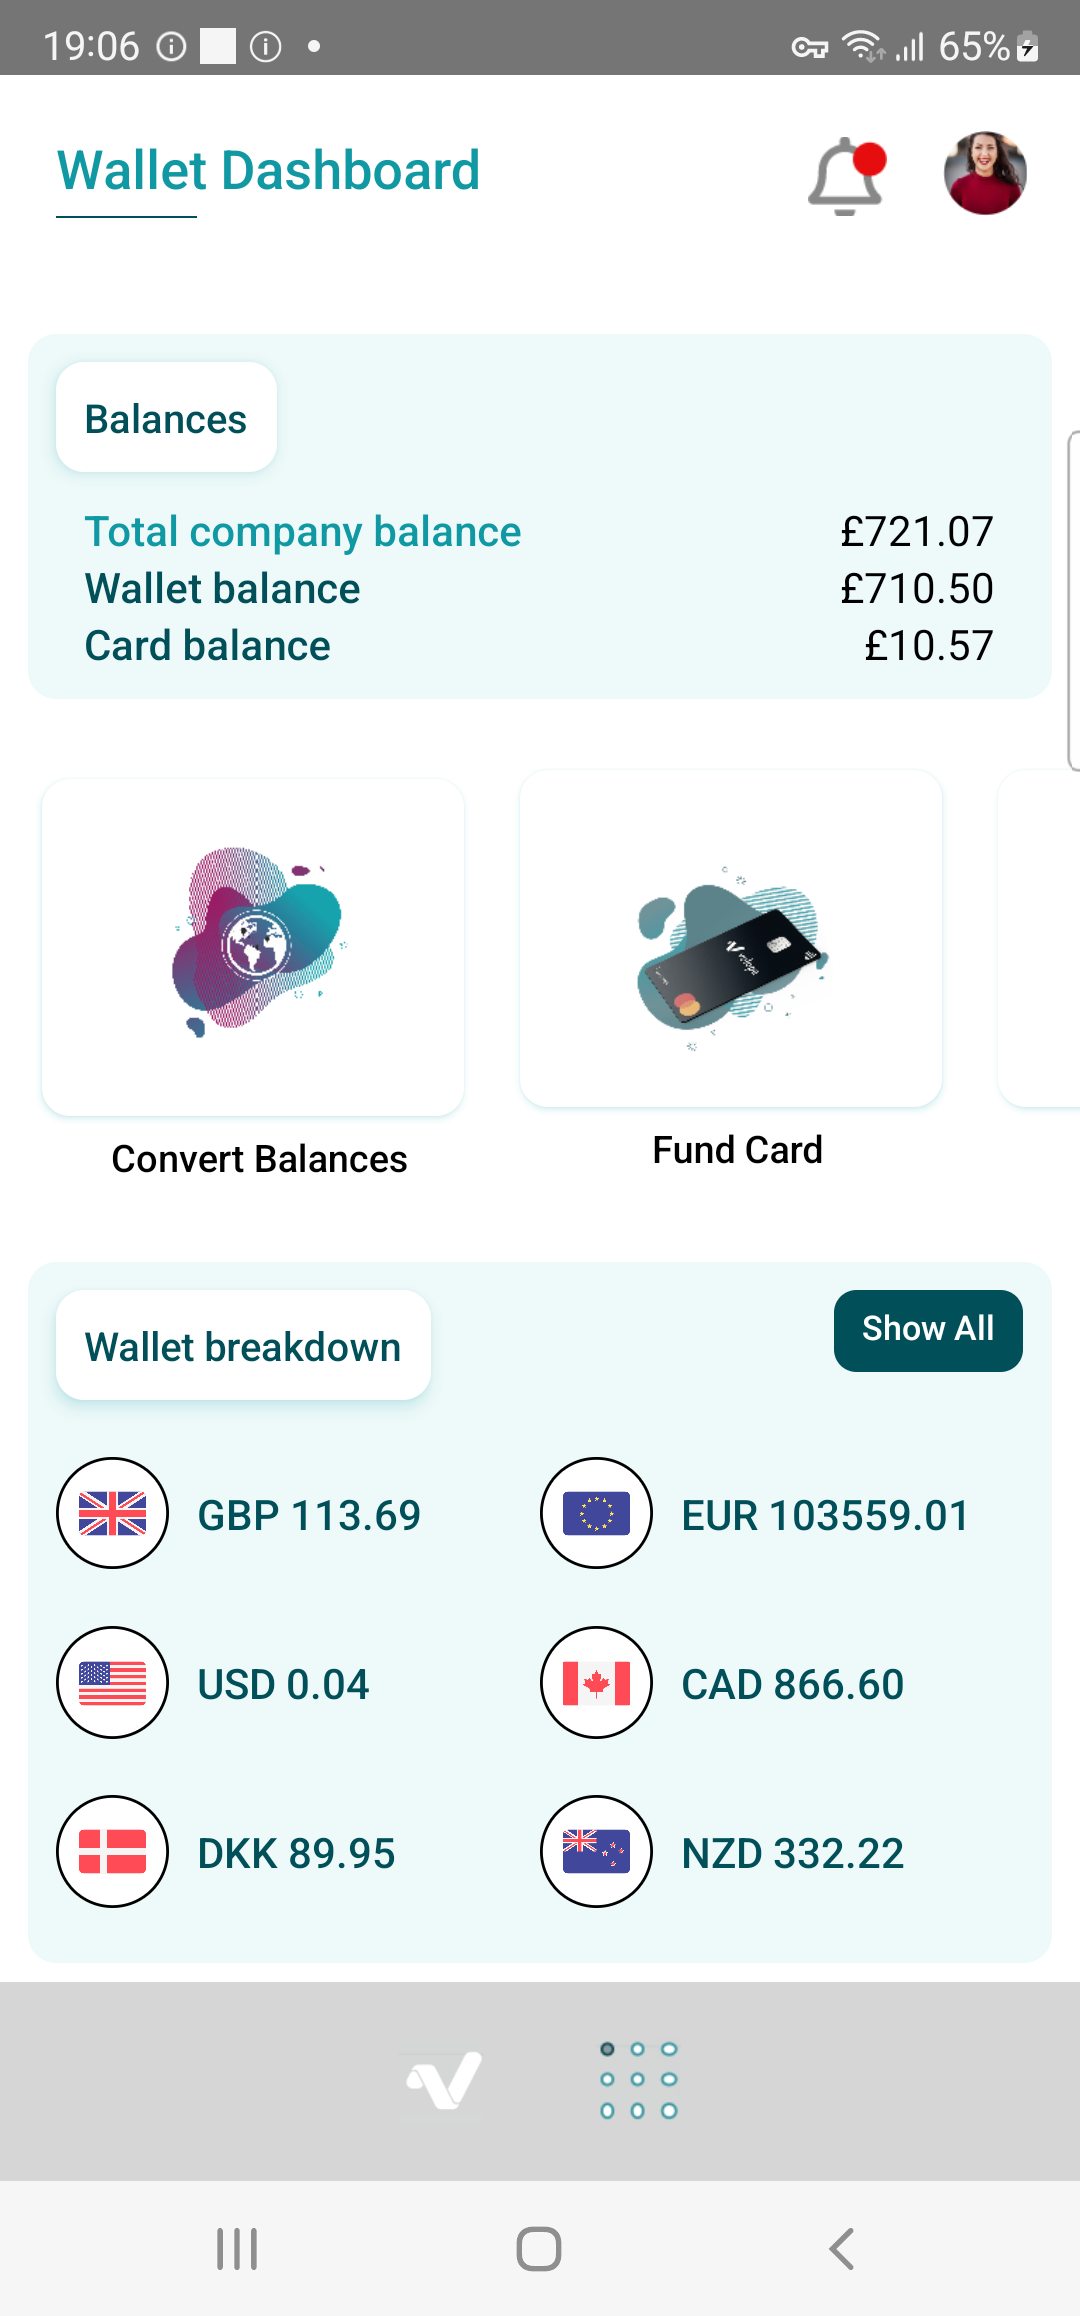 19:06
65%
Wallet Dashboard
Balances
Total company balance £721.07
Wallet balance £710.50
Card balance £10.57
Convert Balances
Fund Card
Wallet breakdown
Show All
GBP 113.69
EUR 103559.01
USD 0.04
CAD 866.60
DKK 89.95
NZD 332.22